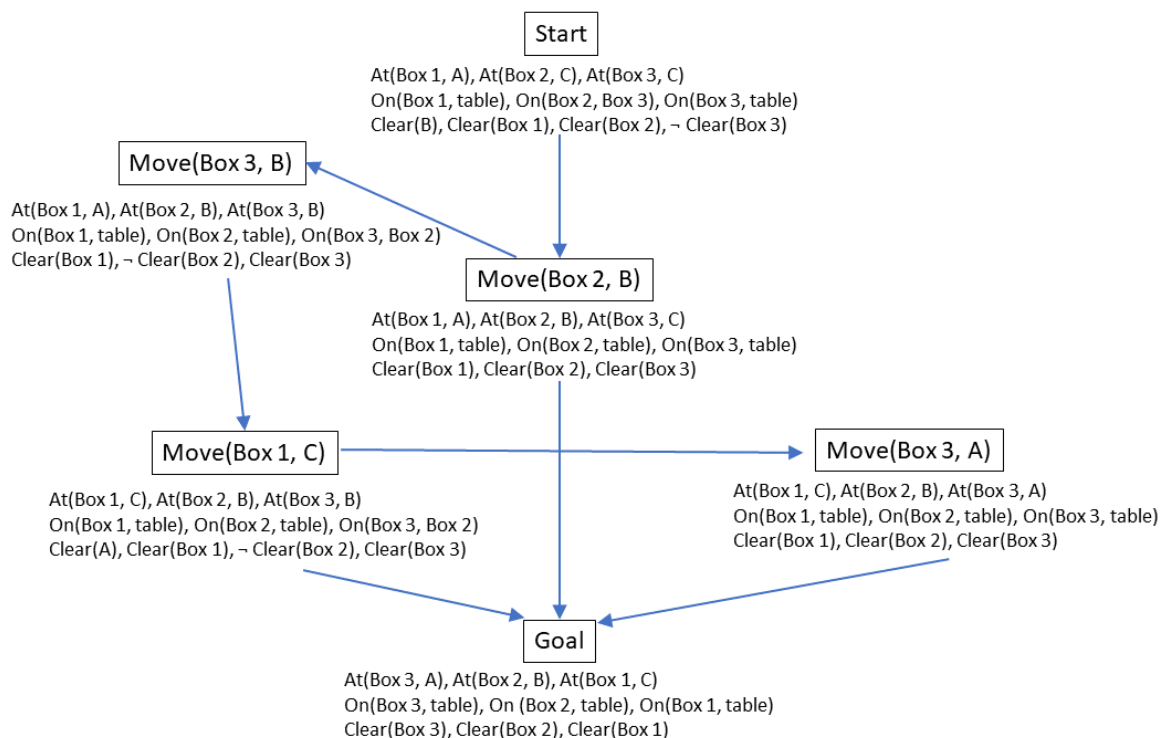 Start
At(Box 1, A), At(Box 2, C), At(Box 3, C)
On(Box 1, table), On(Box 2, Box 3), On(Box 3, table)
Clear(B), Clear(Box 1), Clear(Box 2), ¬ Clear(Box 3)
Move(Box 3, B)
At(Box 1, A), At(Box 2, B), At(Box 3, B)
On(Box 1, table), On(Box 2, table), On(Box 3, Box 2)
Clear(Box 1), ¬ Clear(Box 2), Clear(Box 3)
Move(Box 2, B)
At(Box 1, A), At(Box 2, B), At(Box 3, C)
On(Box 1, table), On(Box 2, table), On(Box 3, table)
Clear(Box 1), Clear(Box 2), Clear(Box 3)
Move(Box 1, C)
At(Box 1, C), At(Box 2, B), At(Box 3, B)
On(Box 1, table), On(Box 2, table), On(Box 3, Box 2)
Clear(A), Clear(Box 1), ¬ Clear(Box 2), Clear(Box 3)
Move(Box 3, A)
At(Box 1, C), At(Box 2, B), At(Box 3, A)
On(Box 1, table), On(Box 2, table), On(Box 3, table)
Clear(Box 1), Clear(Box 2), Clear(Box 3)
Goal
At(Box 3, A), At(Box 2, B), At(Box 1, C)
On(Box 3, table), On (Box 2, table), On(Box 1, table)
Clear(Box 3), Clear(Box 2), Clear(Box 1)